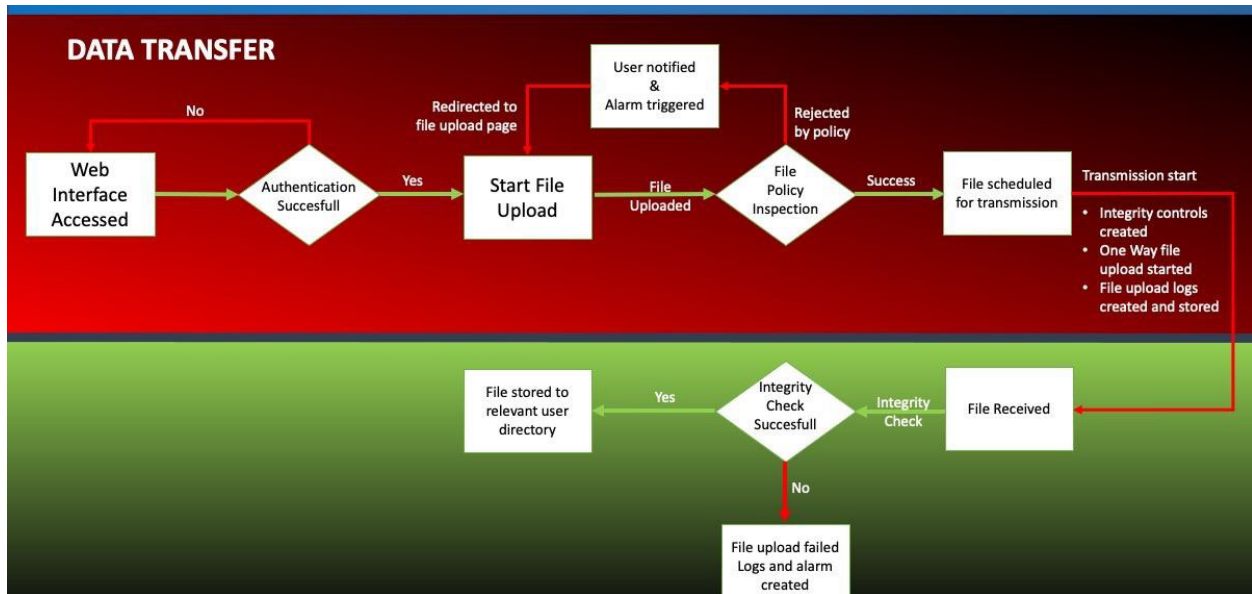 DATA TRANSFER
No
Web
Interface
Accessed
Authentication
Succesfull
Yes
Redirected to
file upload page
Start File
Upload
User notified
&
Alarm triggered
File
Uploaded
Rejected
by policy
File
Policy
Inspection
Success
File scheduled
for transmission
Transmission start
• Integrity controls
created
• One Way file
upload started
• File upload logs
created and stored
File Received
Integrity
Check
Integrity
Check
Succesfull
Yes
File stored to
relevant user
directory
No
File upload failed
Logs and alarm
created